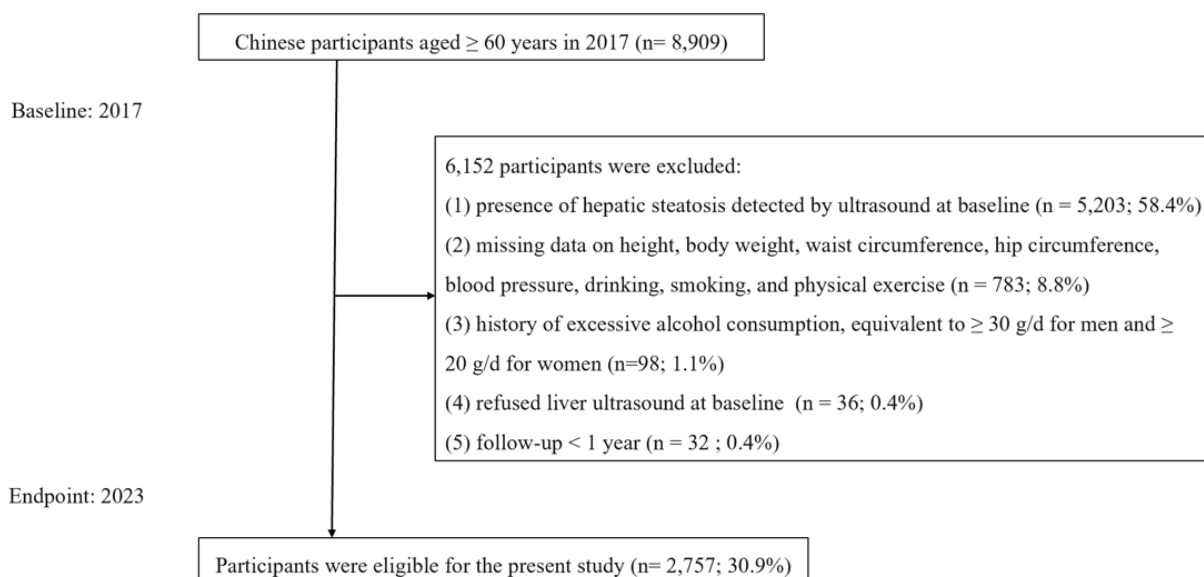 Chinese participants aged ≥ 60 years in 2017 (n= 8,909)
Baseline: 2017
6,152 participants were excluded:
(1) presence of hepatic steatosis detected by ultrasound at baseline (n = 5,203; 58.4%)
(2) missing data on height, body weight, waist circumference, hip circumference,
blood pressure, drinking, smoking, and physical exercise (n = 783; 8.8%)
(3) history of excessive alcohol consumption, equivalent to ≥ 30 g/d for men and ≥
20 g/d for women (n=98; 1.1%)
(4) refused liver ultrasound at baseline (n = 36; 0.4%)
(5) follow-up < 1 year (n = 32 ; 0.4%)
Endpoint: 2023
Participants were eligible for the present study (n= 2,757; 30.9%)